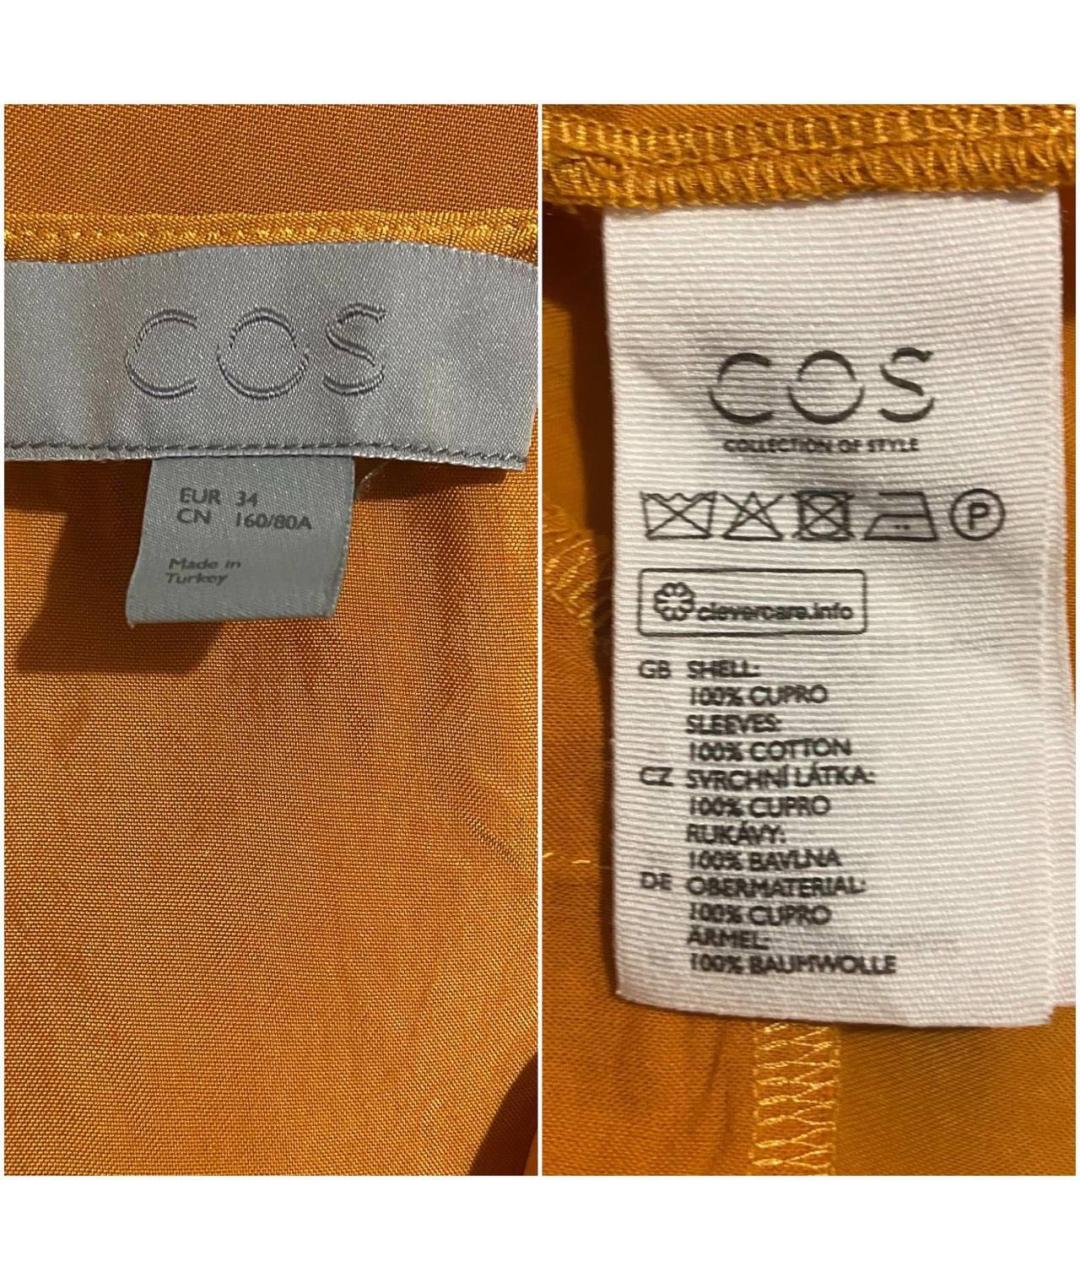 COS
EUR 34
CN 160/80A
Made in
Turkey
COS
COLLECTION OF STYLE
P
clevercare.info
GB SHELL:
100% CUPRO
SLEEVES:
100% COTTON
CZ SVRCHNÍ LÁTKA:
100% CUPRO
RUKÁVY:
100% BAVLNA
DE OBERMATERIAL:
100% CUPRO
ÄRMEL:
100% BAUMWOLLE